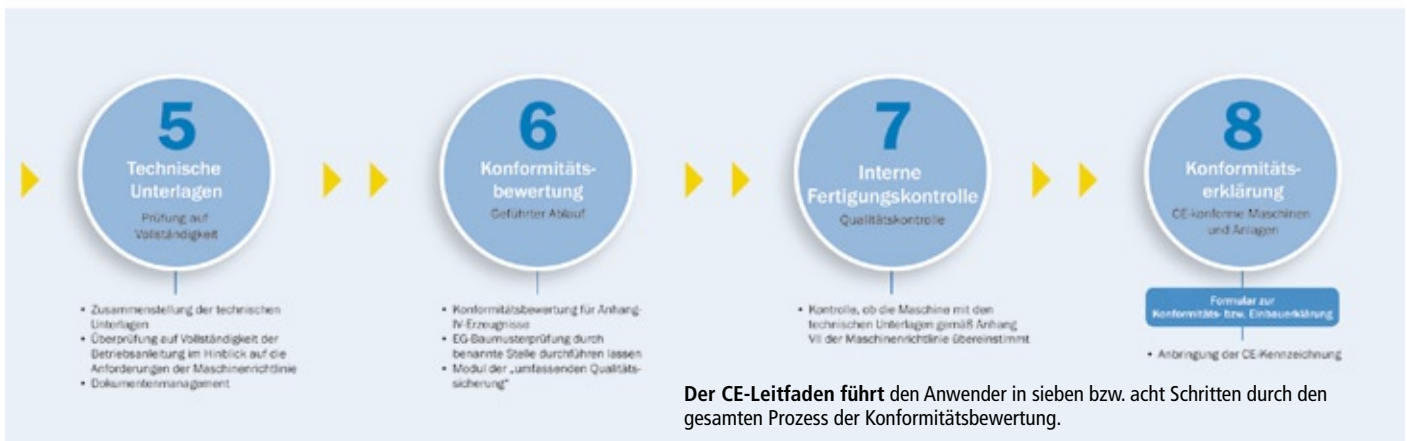 5
Technische
Unterlagen
Prüfung auf
Vollständigkeit
• Zusammenstellung der technischen
Unterlagen
• Überprüfung auf Vollständigkeit der
Betriebsanleitung im Hinblick auf die
Anforderungen der Maschinenrichtlinie
• Dokumentenmanagement
6
Konformitäts-
bewertung
Geführter Ablauf
• Konformitätsbewertung für Anhang-
IV-Erzeugnisse
• EG-Baumusterprüfung durch
benannte Stelle durchführen lassen
• Modul der „umfassenden Qualitäts-
sicherung“
7
Interne
Fertigungskontrolle
Qualitätskontrolle
• Kontrolle, ob die Maschine mit den
technischen Unterlagen gemäß Anhang
VII der Maschinenrichtlinie übereinstimmt
8
Konformitäts-
erklärung
CE-konforme Maschinen
und Anlagen
Formular zur
Konformitäts- bzw. Einbauerklärung
• Anbringung der CE-Kennzeichnung
Der CE-Leitfaden führt den Anwender in sieben bzw. acht Schritten durch den
gesamten Prozess der Konformitätsbewertung.